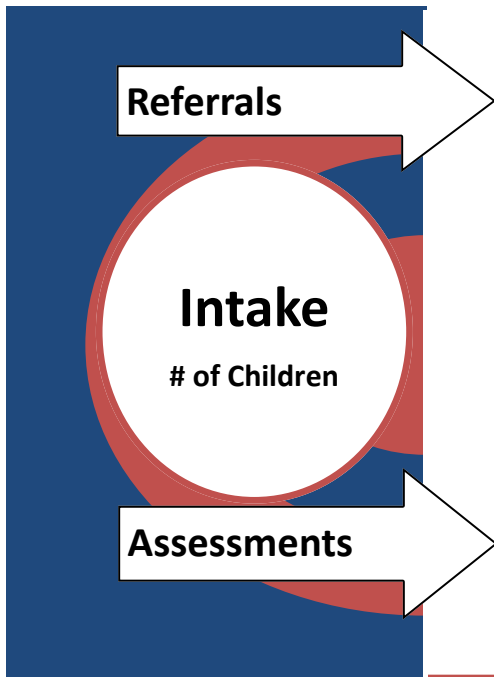 Referrals
Intake
# of Children
Assessments